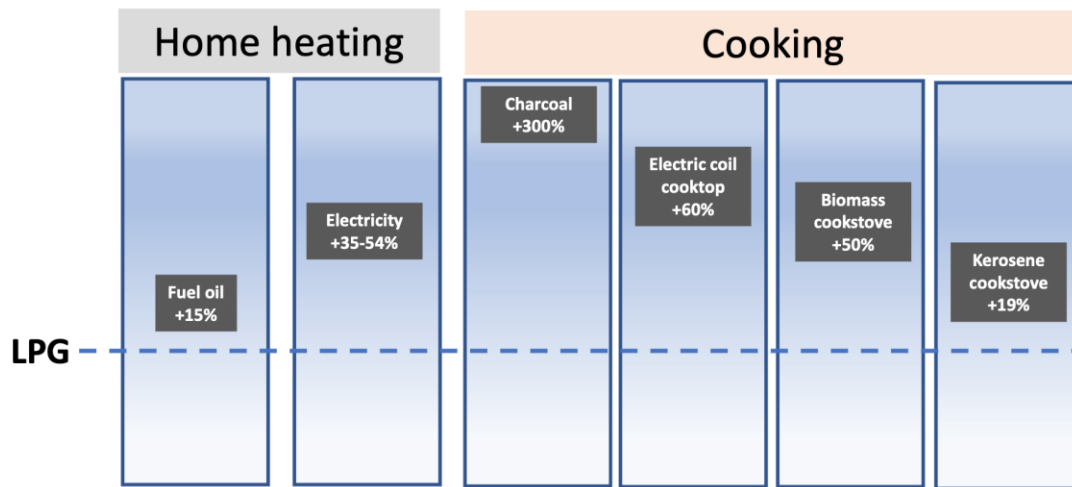 Home heating
Cooking
Charcoal
+300%
Electric coil
cooktop
+60%
Biomass
cookstove
+50%
Electricity
+35-54%
Kerosene
cookstove
+19%
Fuel oil
+15%
LPG